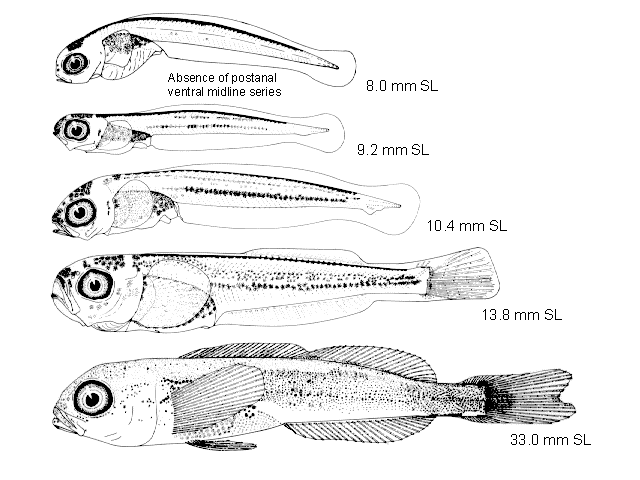 Absence of postanal
ventral midline series
8.0 mm SL
9.2 mm SL
10.4 mm SL
13.8 mm SL
33.0 mm SL